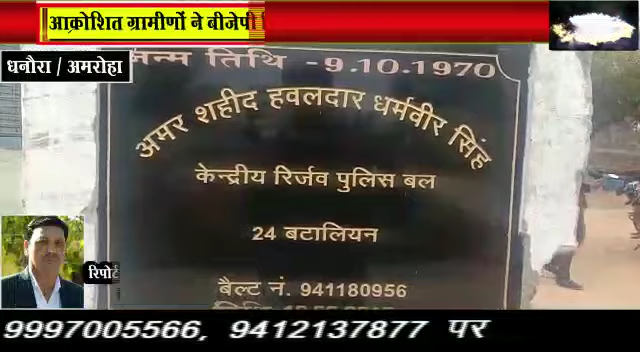 आक्रोशित ग्रामीणों ने बीजेपी
धनौरा / अमरोहा
जन्म तिथि - 9.10.1970
अमर शहीद हवलदार धर्मवीर सिंह
केन्द्रीय रिर्जव पुलिस बल
24 बटालियन
रिपोर्ट
बैल्ट नं. 941180956
9997005566, 9412137877 पर